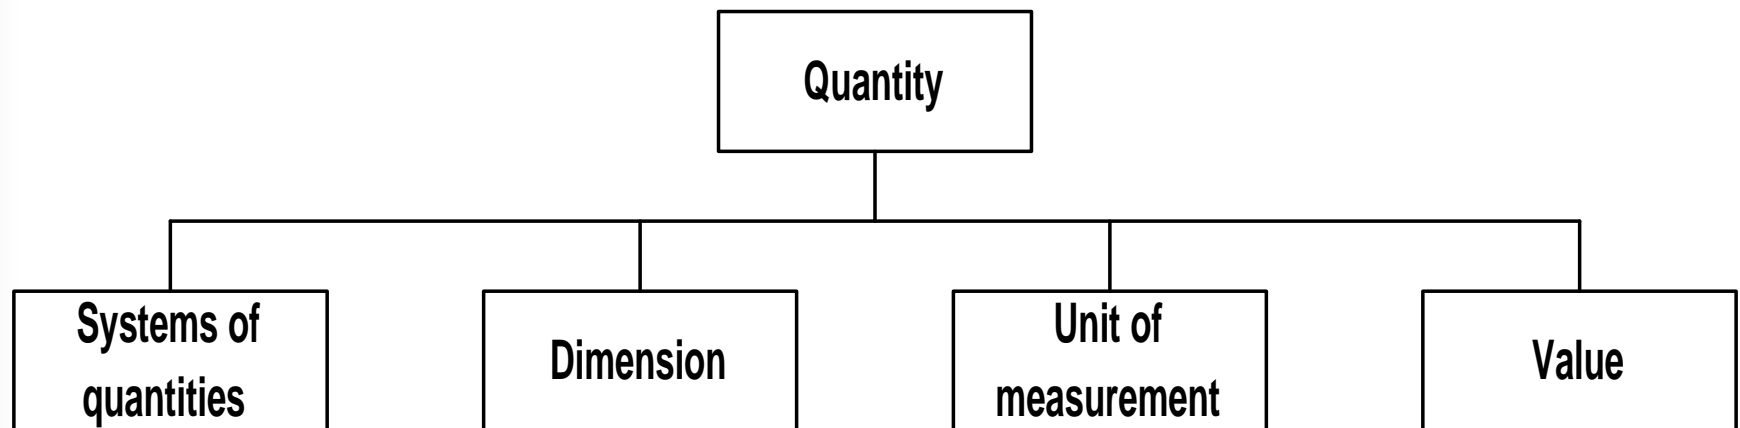 Quantity
Systems of
quantities
Dimension
Unit of
measurement
Value